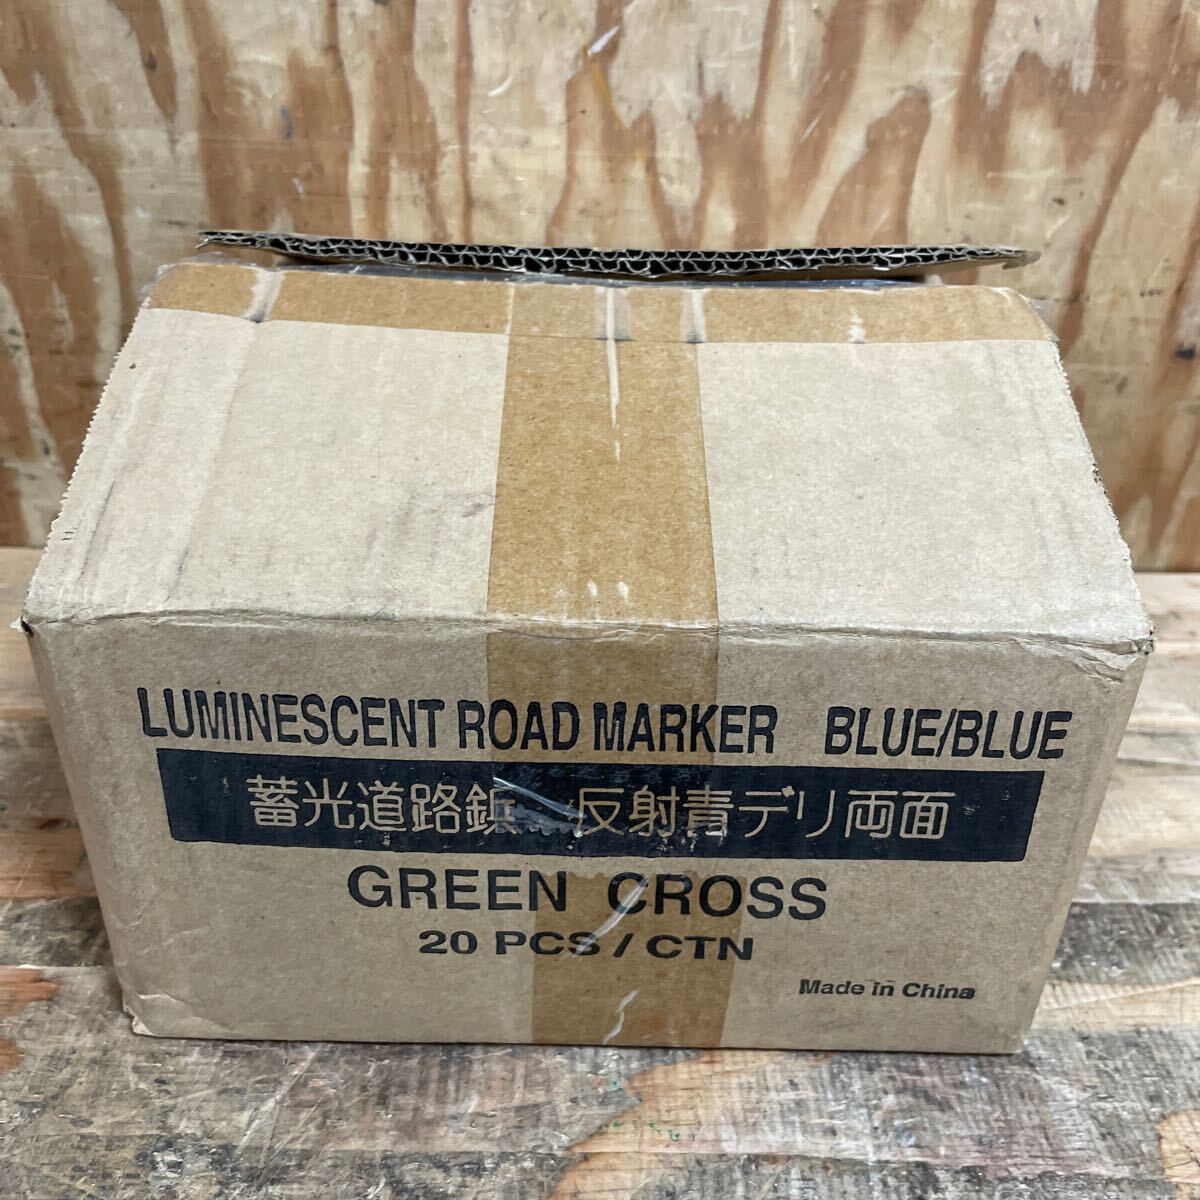 LUMINESCENT ROAD MARKER BLUE/BLUE
蓄光道路鋲 反射青デリ両面
GREEN CROSS
20 PCS / CTN
Made in China